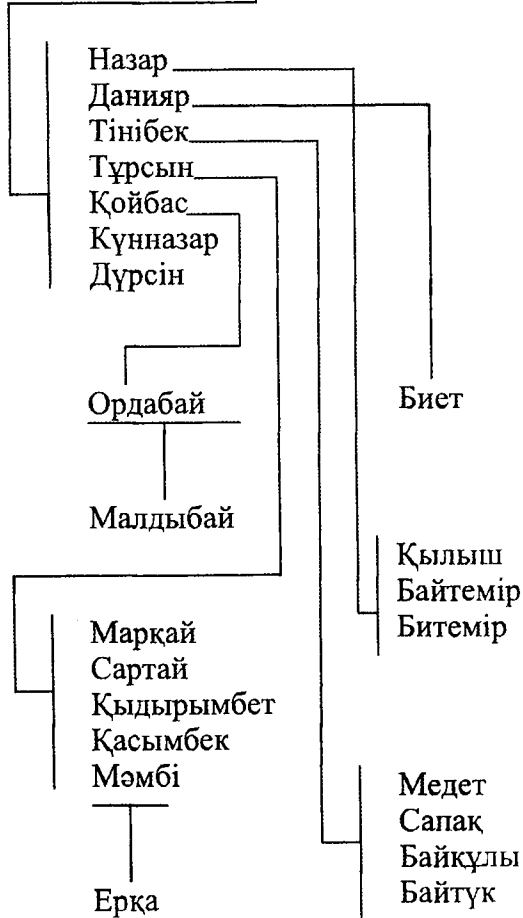 Назар
Данияр
Тінібек
Тұрсын
Қойбас
Күнназар
Дүрсін
Ордабай
Биет
Малдыбай
Қылыш
Байтемір
Битемір
Марқай
Сартай
Қыдырымбет
Қасымбек
Мәмбі
Ерқа
Медет
Сапақ
Байқұлы
Байтүк